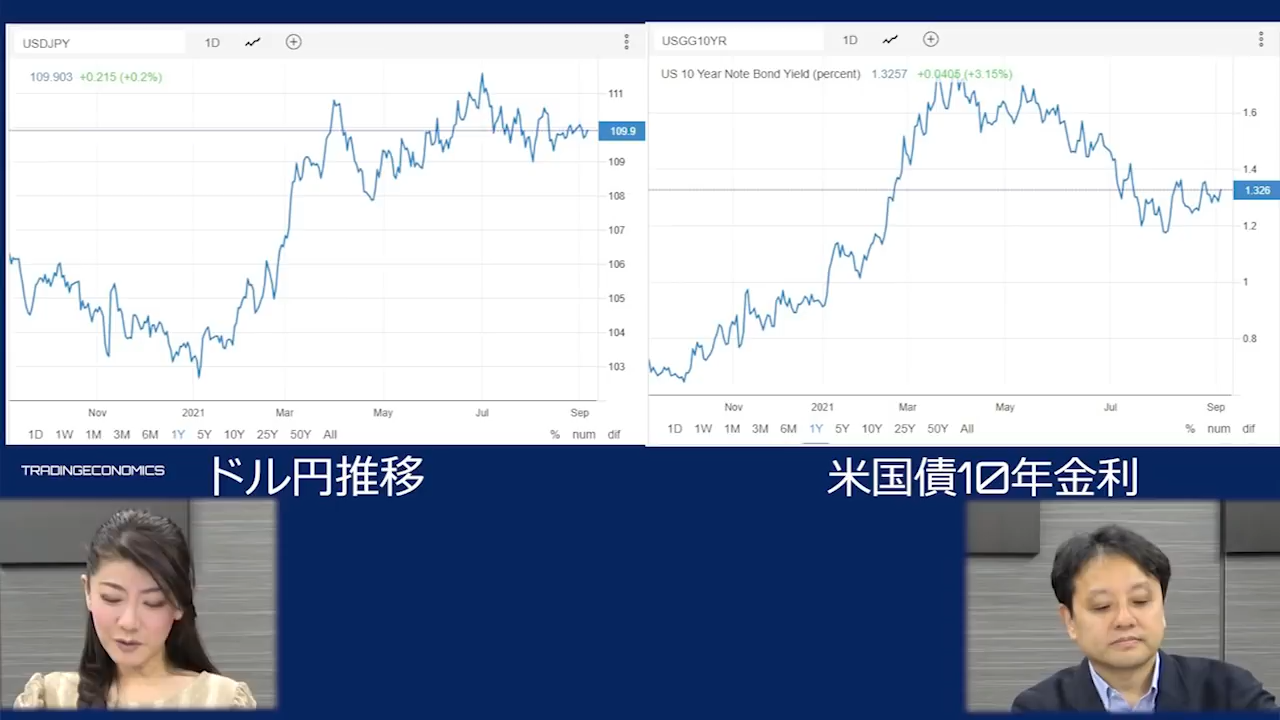 USDJPY
1D
109.903 +0.215 (+0.2%)
111
109.9
109
108
107
106
105
104
103
Nov 2021 Mar May Jul Sep
1D 1W 1M 3M 6M 1Y 5Y 10Y 25Y 50Y All
% num dif
USGG10YR
1D
US 10 Year Note Bond Yield (percent) 1.3257 +0.0405 (+3.15%)
1.6
1.4
1.326
1.2
1
0.8
Nov 2021 Mar May Jul Sep
1D 1W 1M 3M 6M 1Y 5Y 10Y 25Y 50Y All
% num dif
TRADINGECONOMICS
ドル円推移
米国債10年金利